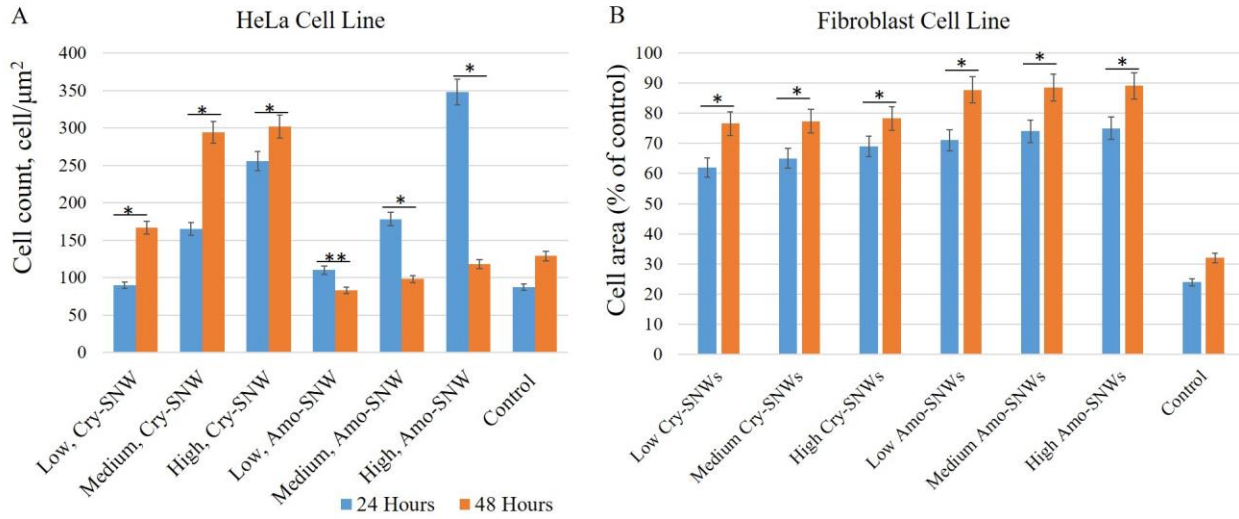 A
HeLa Cell Line
Cell count, cell/μm²
400
350
300
250
200
150
100
50
0
*
*
*
**
*
*
Low, Cry-SNW
Medium, Cry-SNW
High, Cry-SNW
Low, Amo-SNW
Medium, Amo-SNW
High, Amo-SNW
Control
24 Hours
48 Hours
B
Fibroblast Cell Line
Cell area (% of control)
100
90
80
70
60
50
40
30
20
10
0
*
*
*
*
*
*
Low Cry-SNWs
Medium Cry-SNWs
High Cry-SNWs
Low Amo-SNWs
Medium Amo-SNWs
High Amo-SNWs
Control